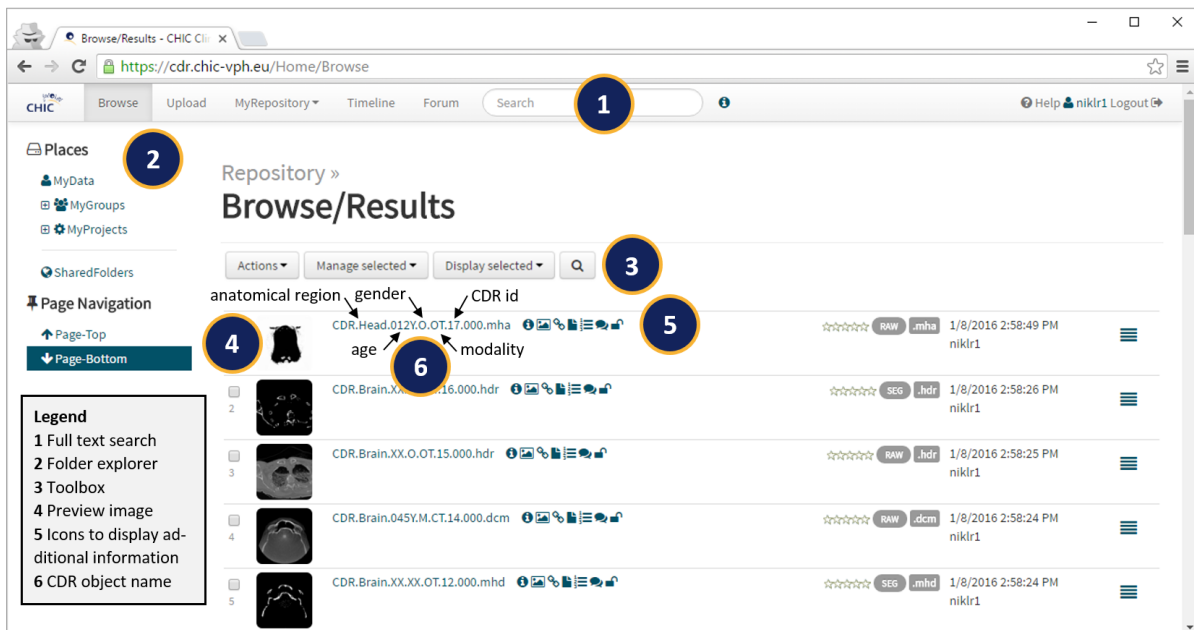 Browse/Results - CHIC Cli
https://cdr.chic-vph.eu/Home/Browse
CHIC Browse Upload MyRepository Timeline Forum Search 1 Help niklr1 Logout
Places
2
MyData
MyGroups
MyProjects
SharedFolders
Page Navigation
Page-Top
Page-Bottom
Legend
1 Full text search
2 Folder explorer
3 Toolbox
4 Preview image
5 Icons to display ad-
ditional information
6 CDR object name
Repository »
Browse/Results
Actions Manage selected Display selected 3
anatomical region gender CDR id
4 CDR.Head.012Y.O.OT.17.000.mha 5 RAW .mha 1/8/2016 2:58:49 PM
niklr1
age 6 modality
CDR.Brain.XX. .16.000.hdr SEG .hdr 1/8/2016 2:58:26 PM
2 niklr1
CDR.Brain.XX.O.OT.15.000.hdr RAW .hdr 1/8/2016 2:58:25 PM
3 niklr1
CDR.Brain.045Y.M.CT.14.000.dcm RAW .dcm 1/8/2016 2:58:24 PM
4 niklr1
CDR.Brain.XX.XX.OT.12.000.mhd SEG .mhd 1/8/2016 2:58:24 PM
5 niklr1